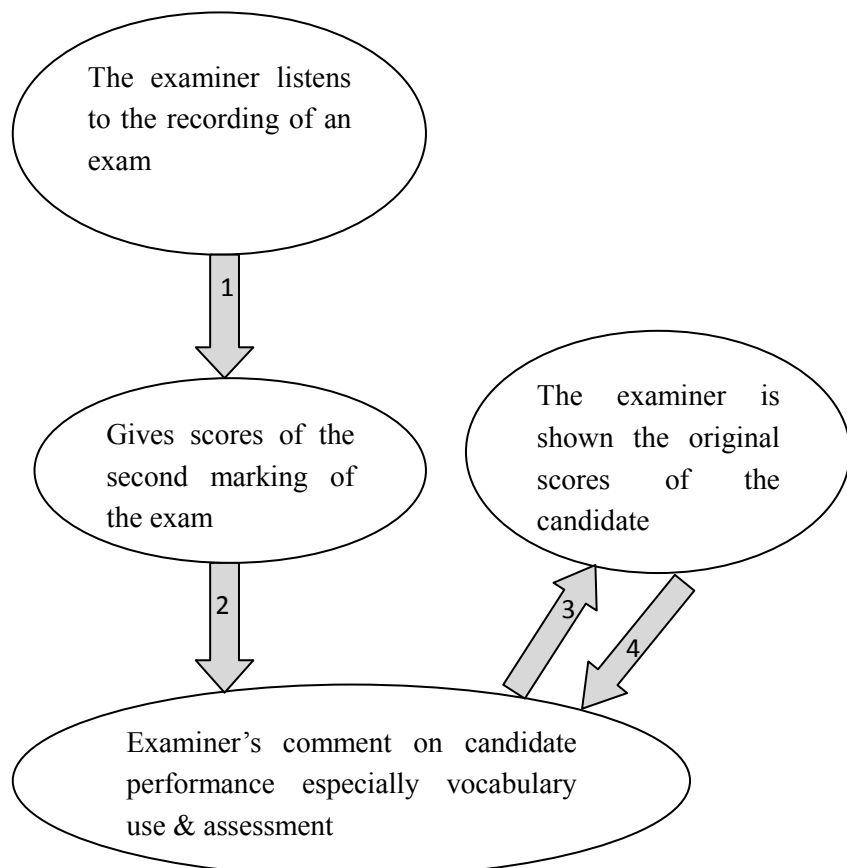 The examiner listens
to the recording of an
exam
1
Gives scores of the
second marking of
the exam
The examiner is
shown the original
scores of the
candidate
2
3
4
Examiner’s comment on candidate
performance especially vocabulary
use & assessment